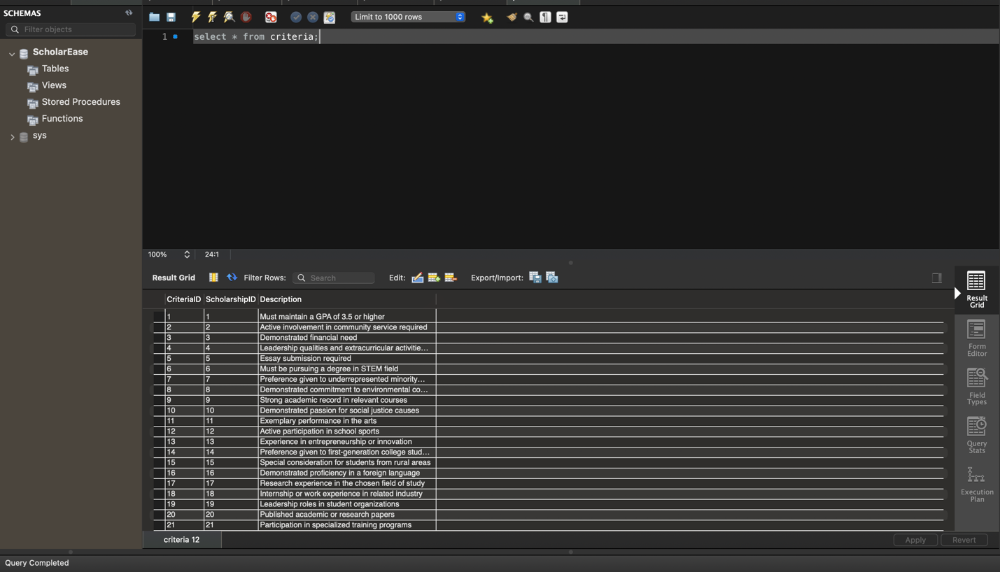 SCHEMAS
Filter objects
ScholarEase
Tables
Views
Stored Procedures
Functions
sys
Limit to 1000 rows
1 select * from criteria;
100% 24:1
Result Grid Filter Rows: Search Edit: Export/Import:
CriteriaID ScholarshipID Description
1 1 Must maintain a GPA of 3.5 or higher
2 2 Active involvement in community service required
3 3 Demonstrated financial need
4 4 Leadership qualities and extracurricular activitie...
5 5 Essay submission required
6 6 Must be pursuing a degree in STEM field
7 7 Preference given to underrepresented minority...
8 8 Demonstrated commitment to environmental co...
9 9 Strong academic record in relevant courses
10 10 Demonstrated passion for social justice causes
11 11 Exemplary performance in the arts
12 12 Active participation in school sports
13 13 Experience in entrepreneurship or innovation
14 14 Preference given to first-generation college stud...
15 15 Special consideration for students from rural areas
16 16 Demonstrated proficiency in a foreign language
17 17 Research experience in the chosen field of study
18 18 Internship or work experience in related industry
19 19 Leadership roles in student organizations
20 20 Published academic or research papers
21 21 Participation in specialized training programs
Result
Grid
Form
Editor
Field
Types
Query
Stats
Execution
Plan
criteria 12
Apply Revert
Query Completed